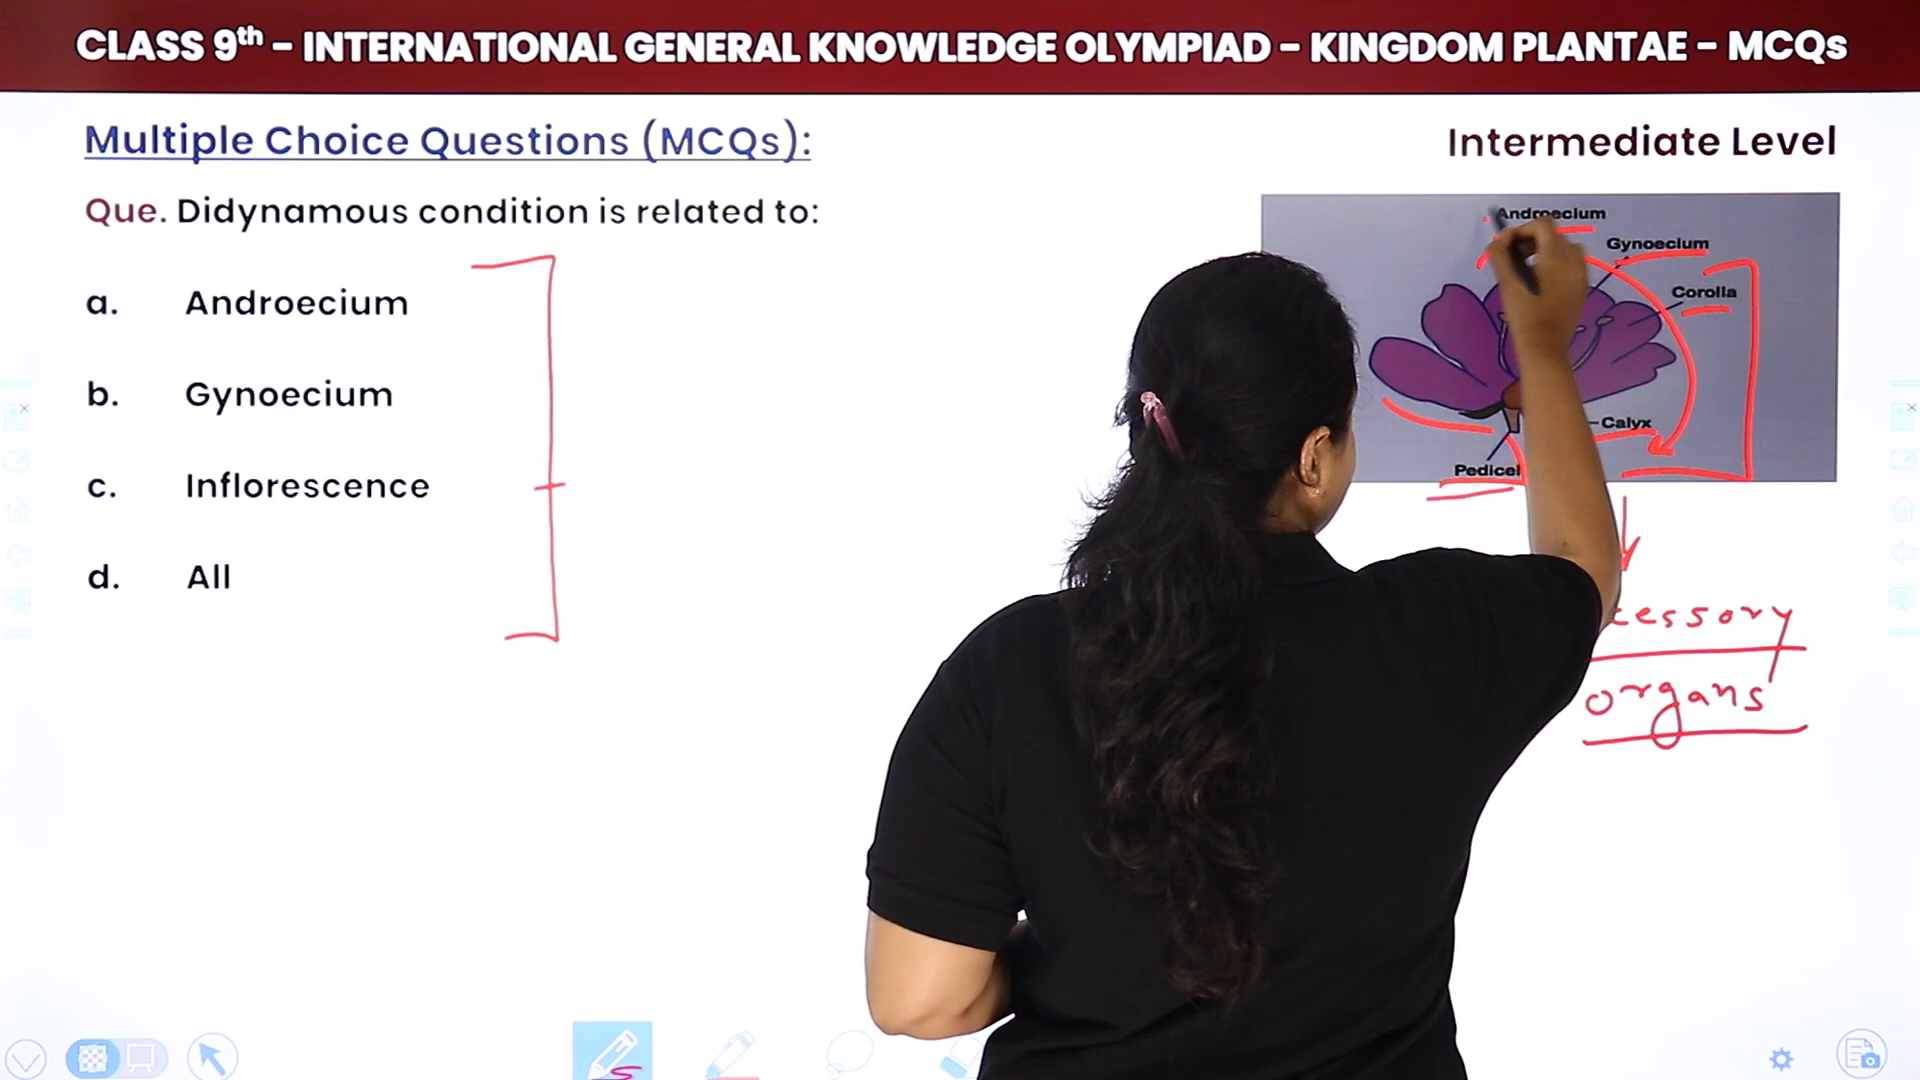 CLASS 9th – INTERNATIONAL GENERAL KNOWLEDGE OLYMPIAD – KINGDOM PLANTAE – MCQs
Multiple Choice Questions (MCQs):
Intermediate Level
Que. Didynamous condition is related to:
a. Androecium
b. Gynoecium
c. Inflorescence
d. All
Androecium
Gynoecium
Corolla
Calyx
Pedicel
cessory
organs